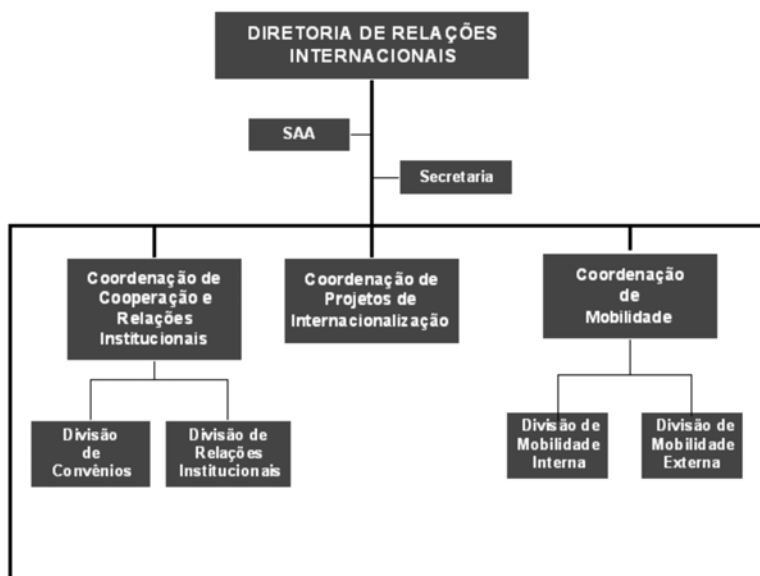 DIRETORIA DE RELAÇÕES
INTERNACIONAIS
SAA
Secretaria
Coordenação de
Cooperação e
Relações
Institucionais
Coordenação de
Projetos de
Internacionalização
Coordenação
de
Mobilidade
Divisão
de
Convênios
Divisão de
Relações
Institucionais
Divisão de
Mobilidade
Interna
Divisão de
Mobilidade
Externa